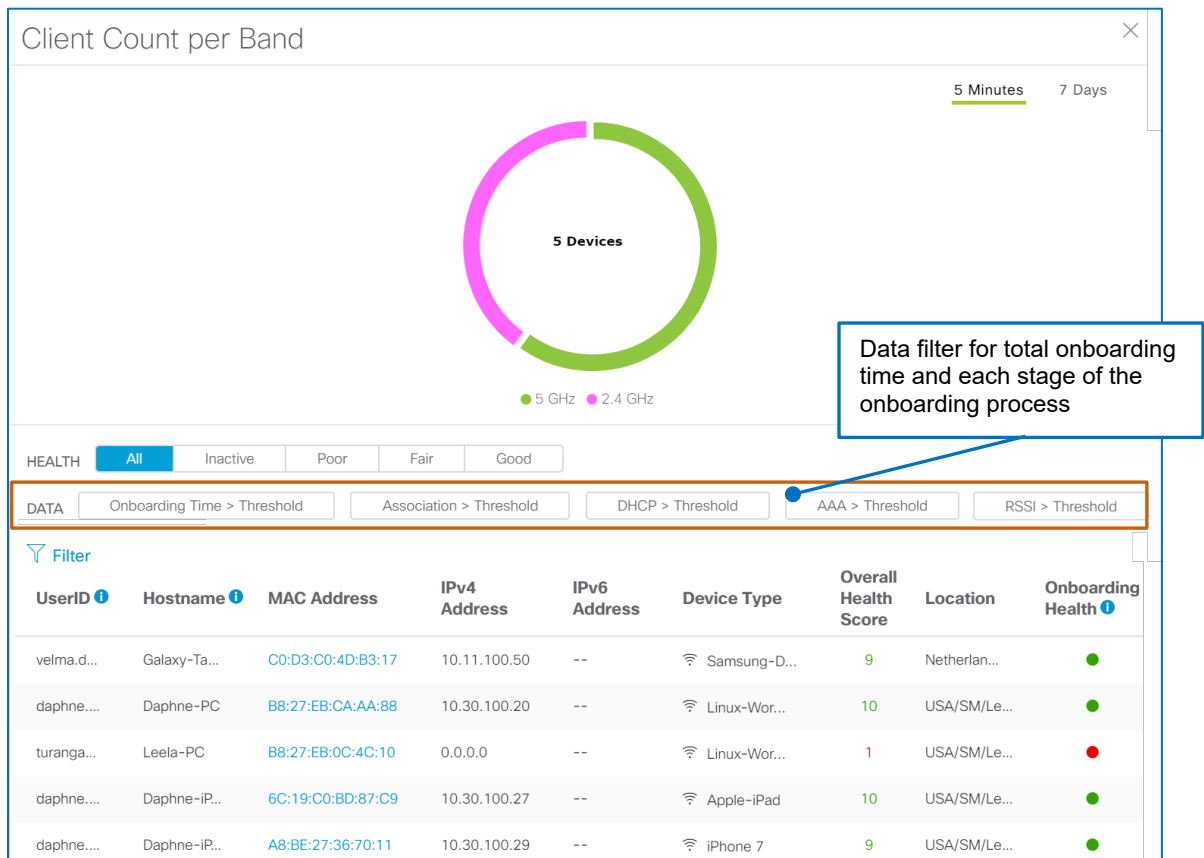 Client Count per Band
5 Minutes 7 Days
5 Devices
5 GHz 2.4 GHz
Data filter for total onboarding
time and each stage of the
onboarding process
HEALTH All Inactive Poor Fair Good
DATA Onboarding Time > Threshold Association > Threshold DHCP > Threshold AAA > Threshold RSSI > Threshold
Filter
UserID Hostname MAC Address IPv4 Address IPv6 Address Device Type Overall Health Score Location Onboarding Health
velma.d... Galaxy-Ta... C0:D3:C0:4D:B3:17 10.11.100.50 -- Samsung-D... 9 Netherlan...
daphne.... Daphne-PC B8:27:EB:CA:AA:88 10.30.100.20 -- Linux-Wor... 10 USA/SM/Le...
turanga... Leela-PC B8:27:EB:0C:4C:10 0.0.0.0 -- Linux-Wor... 1 USA/SM/Le...
daphne.... Daphne-iP... 6C:19:C0:BD:87:C9 10.30.100.27 -- Apple-iPad 10 USA/SM/Le...
daphne.... Daphne-iP... A8:BE:27:36:70:11 10.30.100.29 -- iPhone 7 9 USA/SM/Le...